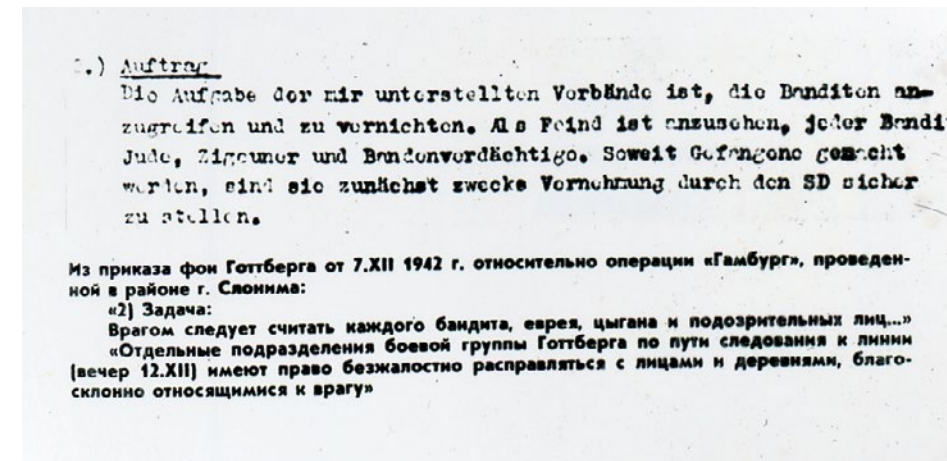 2.) Auftrag
Die Aufgabe der mir unterstellten Verbände ist, die Banditen an-
zugreifen und zu vernichten. Als Feind ist anzusehen, jeder Bandi
Jude, Zigeuner und Bandenverdächtige. Soweit Gefangene gemacht
werden, sind sie zunächst zwecks Vernehmung durch den SD sicher
zu stellen.
Из приказа фон Готтберга от 7.XII 1942 г. относительно операции «Гамбург», проведен-
ной в районе г. Слонима:
«2) Задача:
Врагом следует считать каждого бандита, еврея, цыгана и подозрительных лиц...»
«Отдельные подразделения боевой группы Готтберга по пути следования к линии
(вечер 12.XII) имеют право безжалостно расправляться с лицами и деревнями, благо-
склонно относящимися к врагу»